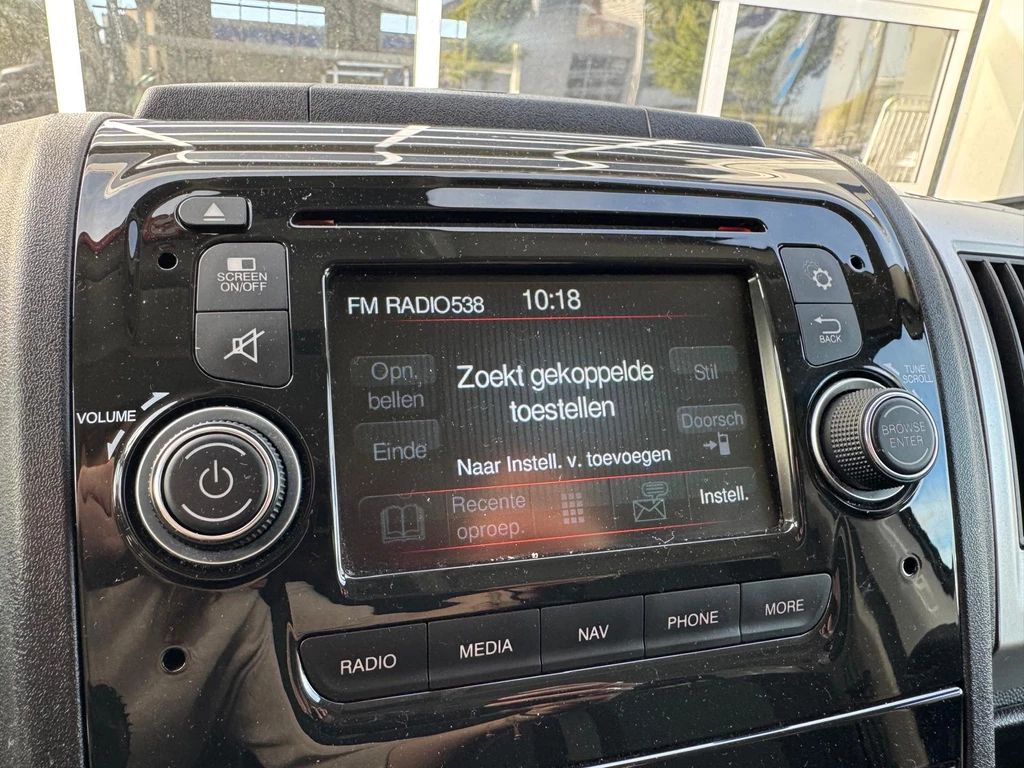 SCREEN
ON/OFF
VOLUME
FM RADIO538 10:18
Opn.
bellen
Zoekt gekoppelde
toestellen
Stil
Doorsch
Einde
Naar Instell. v. toevoegen
Recente
oproep.
Instell.
BACK
TUNE
SCROLL
BROWSE
ENTER
RADIO
MEDIA
NAV
PHONE
MORE